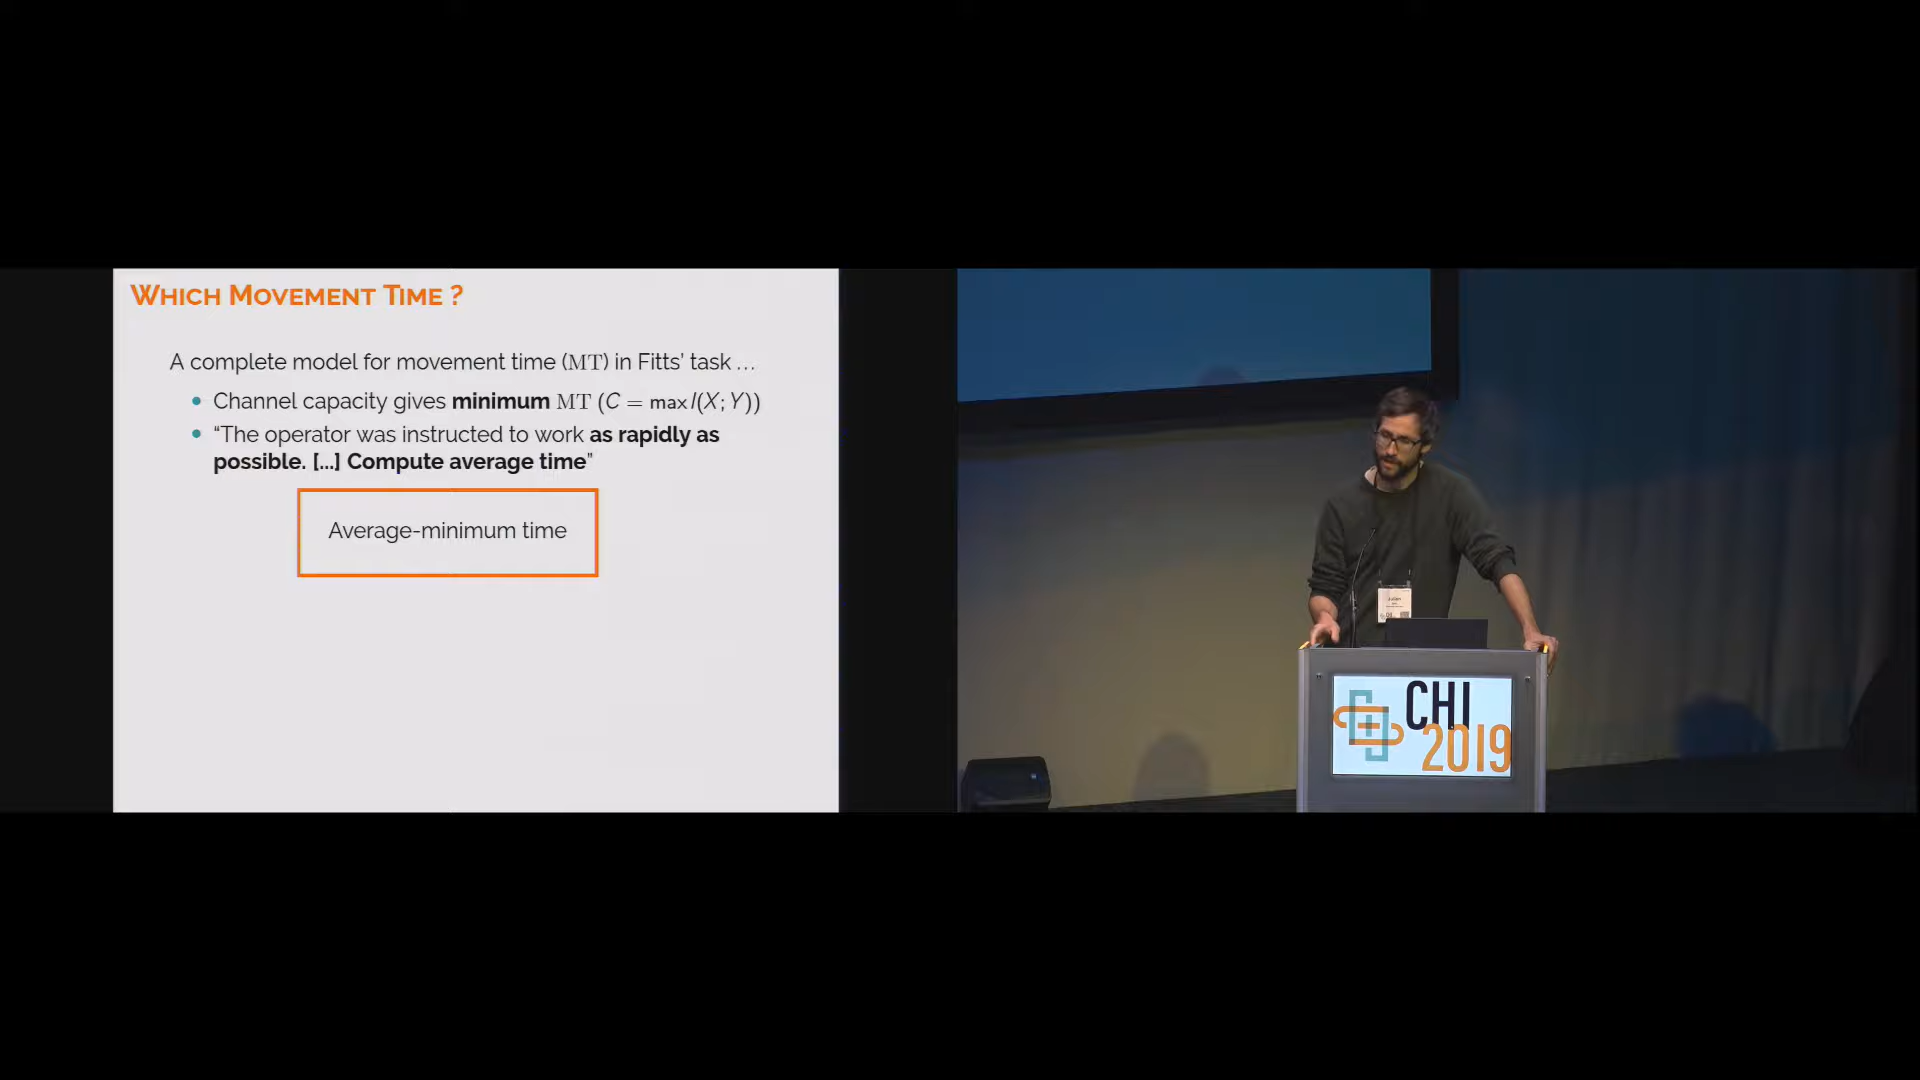 WHICH MOVEMENT TIME ?
A complete model for movement time (MT) in Fitts' task …
• Channel capacity gives minimum MT (C = max I(X; Y))
• “The operator was instructed to work as rapidly as
possible. [...] Compute average time”
Average-minimum time
Julien
CHI
2019